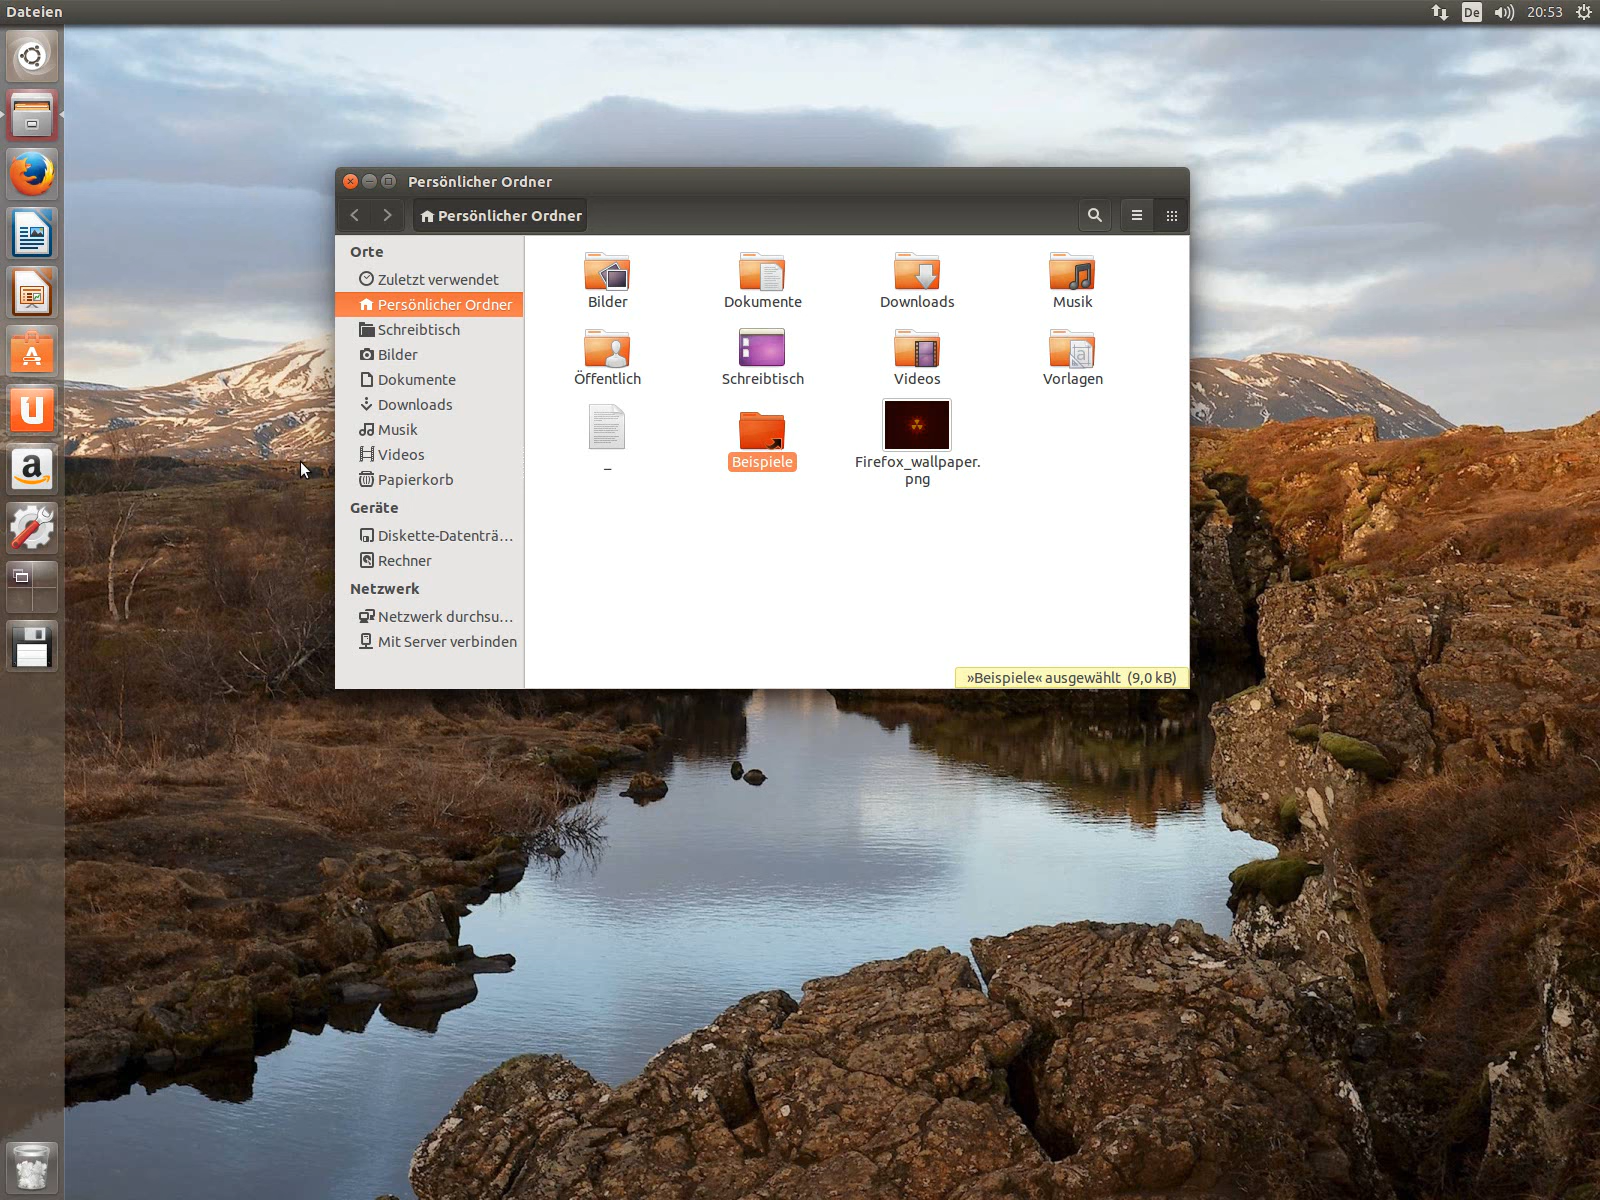 Dateien
De
20:53
Persönlicher Ordner
Persönlicher Ordner
Orte
Zuletzt verwendet
Persönlicher Ordner
Schreibtisch
Bilder
Dokumente
Downloads
Musik
Videos
Papierkorb
Geräte
Diskette-Datenträ...
Rechner
Netzwerk
Netzwerk durchsu...
Mit Server verbinden
Bilder
Dokumente
Downloads
Musik
Öffentlich
Schreibtisch
Videos
Vorlagen
_
Beispiele
Firefox_wallpaper.
png
»Beispiele« ausgewählt (9,0 kB)